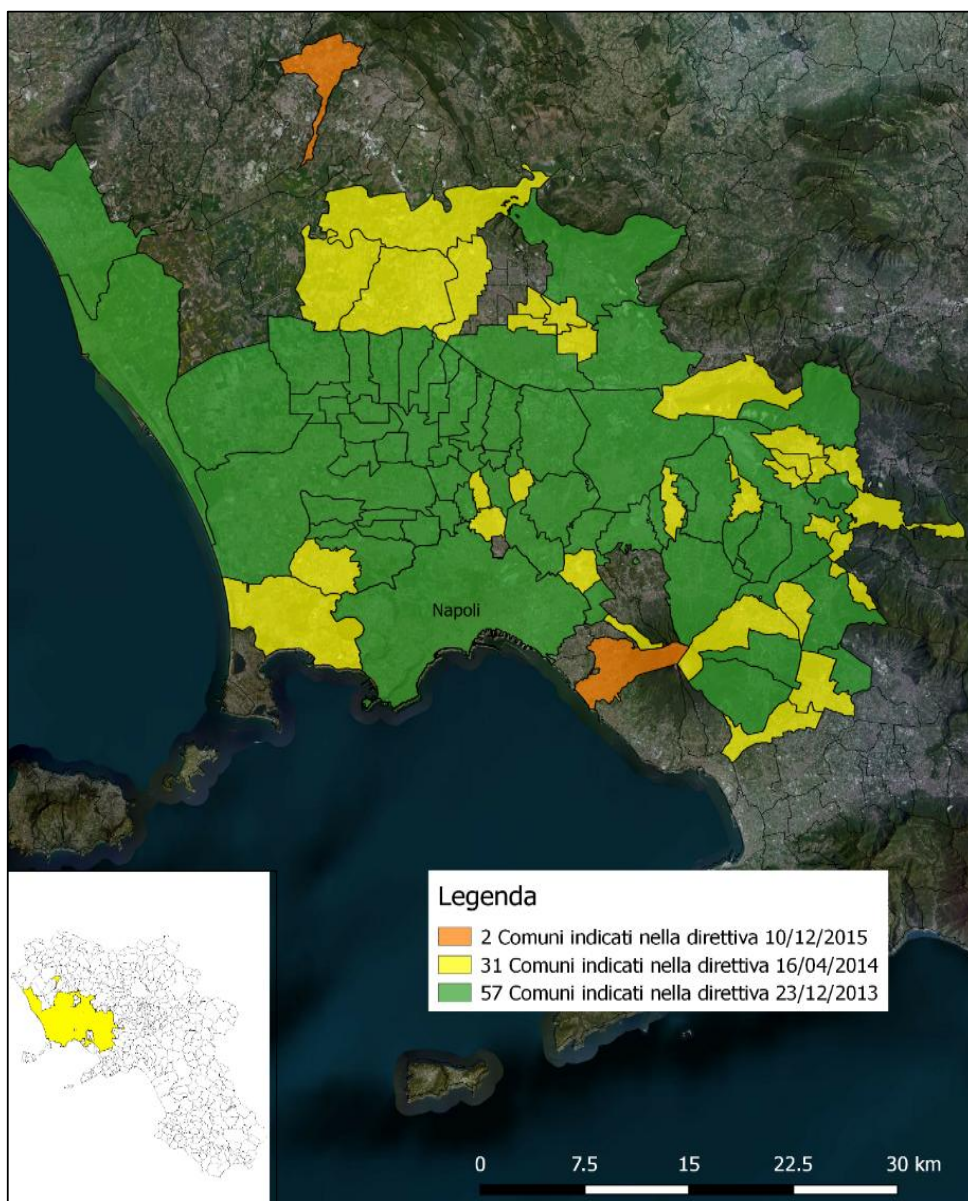 Napoli
Legenda
2 Comuni indicati nella direttiva 10/12/2015
31 Comuni indicati nella direttiva 16/04/2014
57 Comuni indicati nella direttiva 23/12/2013
0 7.5 15 22.5 30 km